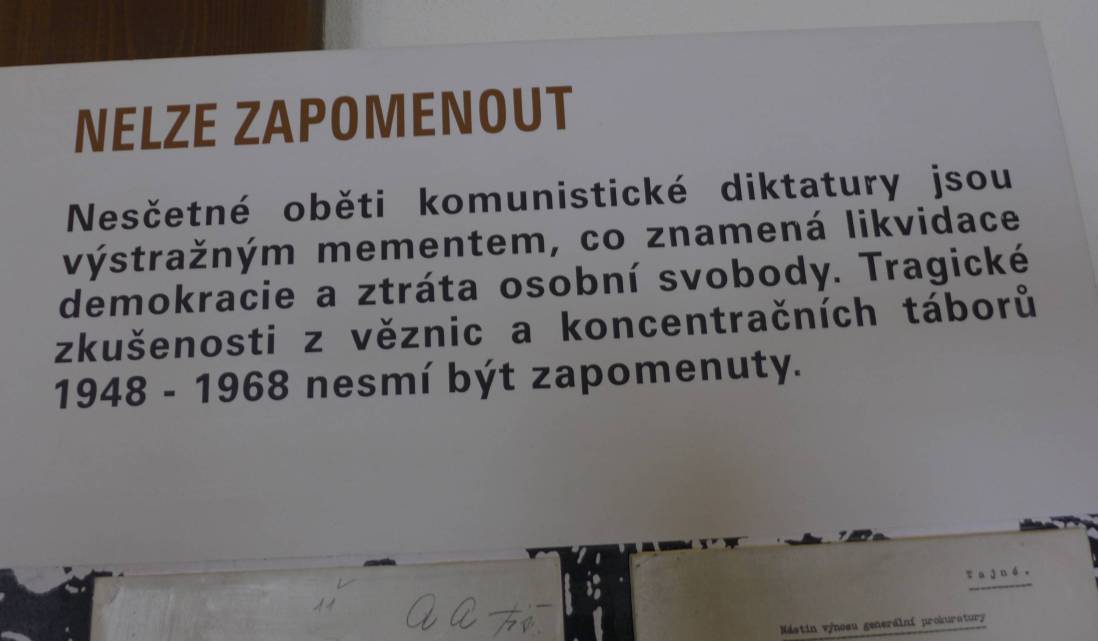 NELZE ZAPOMENOUT
Nesčetné oběti komunistické diktatury jsou
výstražným mementem, co znamená likvidace
demokracie a ztráta osobní svobody. Tragické
zkušenosti z věznic a koncentračních táborů
1948 - 1968 nesmí být zapomenuty.
Tajné.
Nástin výnosu generální prokuratury